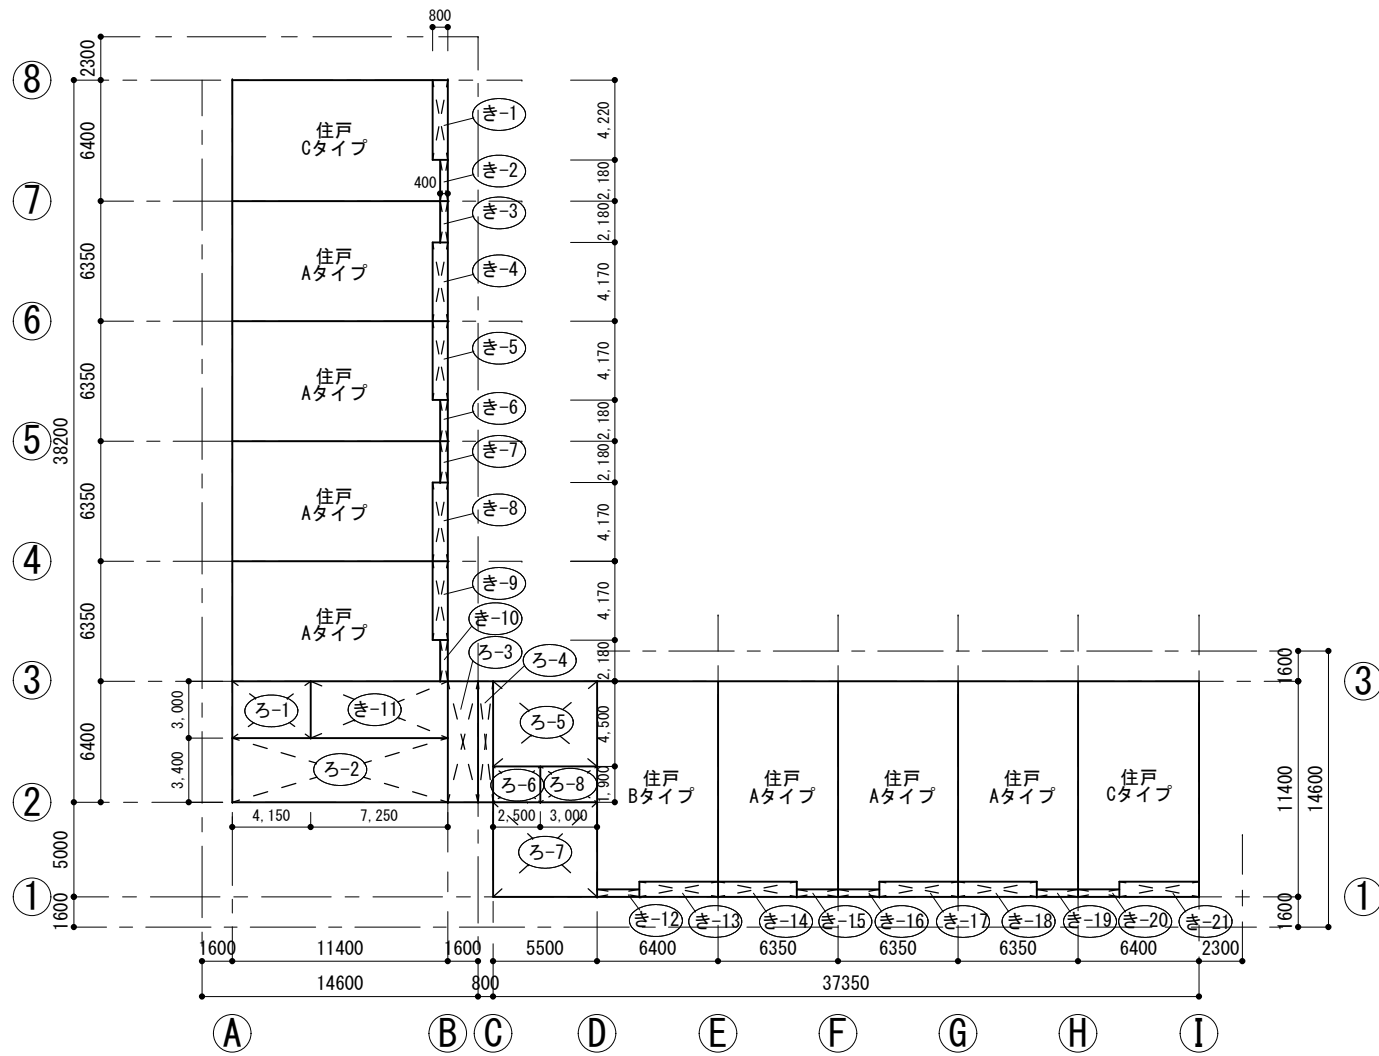 800
2300
8
6400
住戸
Cタイプ
き-1
4,220
き-2
400
2,180
7
き-3
2,180
6350
住戸
Aタイプ
き-4
4,170
6
き-5
4,170
6350
住戸
Aタイプ
き-6
2,180
5
38200
き-7
2,180
6350
住戸
Aタイプ
き-8
4,170
4
き-9
4,170
6350
住戸
Aタイプ
き-10
ろ-3
ろ-4
2,180
1600
3
3
3,000
ろ-1
き-11
ろ-5
4,500
6400
3,400
ろ-2
ろ-6
ろ-8
1,900
住戸
Bタイプ
住戸
Aタイプ
住戸
Aタイプ
住戸
Aタイプ
住戸
Cタイプ
11400
14600
2
4,150
7,250
2,500
3,000
5000
ろ-7
1
1
1600
き-12
き-13
き-14
き-15
き-16
き-17
き-18
き-19
き-20
き-21
1600
1600
11400
1600
5500
6400
6350
6350
6350
6400
2300
14600
800
37350
A
B
C
D
E
F
G
H
I